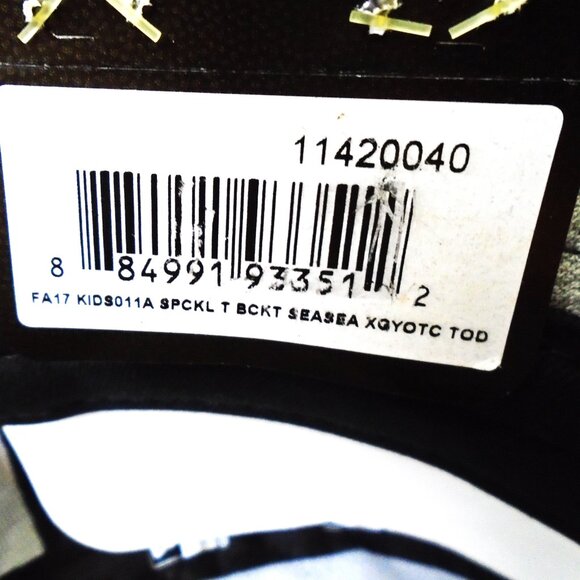 11420040
8 84991 93351 2
FA17 KIDS011A SPCKL T BCKT SEASEA XGYOTC TOD